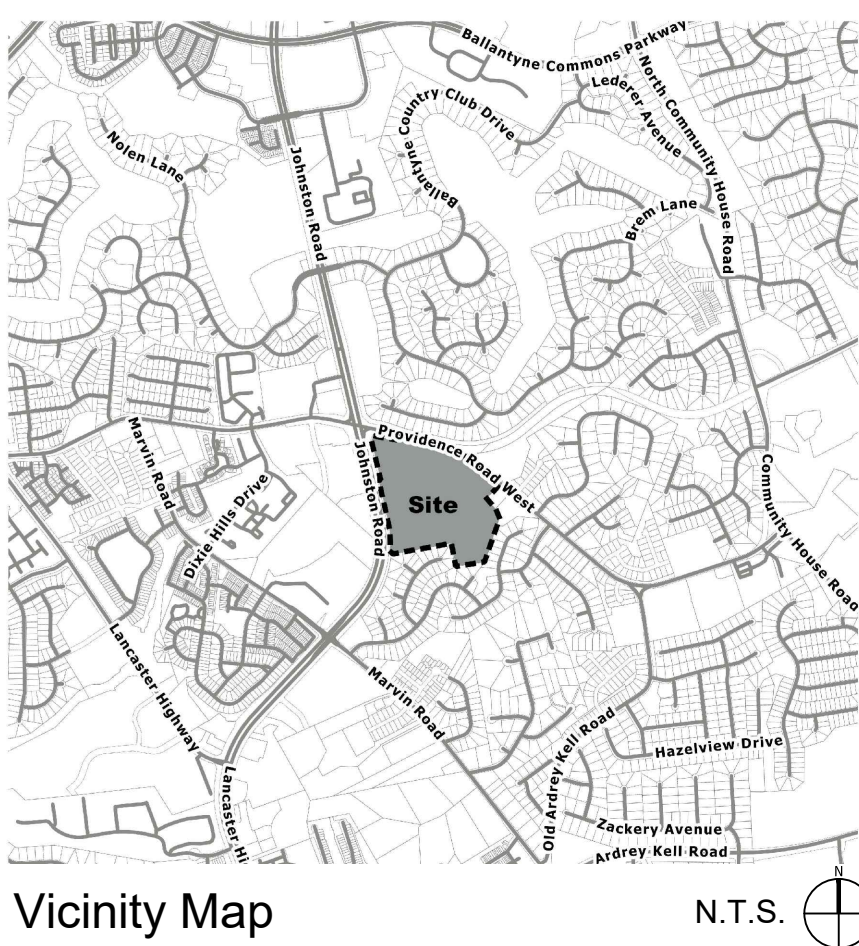 Ballantyne Commons Parkway
North Community House Road
Lederer Avenue
Ballantyne Country Club Drive
Nolen Lane
Johnston Road
Brem Lane
Providence Road West
Johnston Road
Site
Marvin Road
Dixie Hills Drive
Community House Road
Lancaster Highway
Marvin Road
Old Ardrey Kell Road
Hazelview Drive
Lancaster Hi
Zackery Avenue
Ardrey Kell Road
Vicinity Map
N.T.S.
N